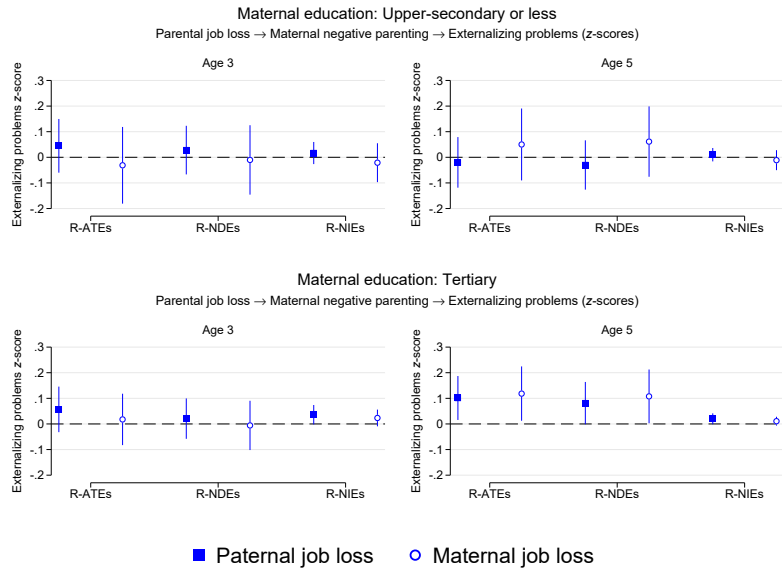 Maternal education: Upper-secondary or less
Parental job loss → Maternal negative parenting → Externalizing problems (z-scores)
Age 3
Externalizing problems z-score
.3
.2
.1
0
-.1
-.2
R-ATEs R-NDEs R-NIEs
Age 5
Externalizing problems z-score
.3
.2
.1
0
-.1
-.2
R-ATEs R-NDEs R-NIEs
Maternal education: Tertiary
Parental job loss → Maternal negative parenting → Externalizing problems (z-scores)
Age 3
Externalizing problems z-score
.3
.2
.1
0
-.1
-.2
R-ATEs R-NDEs R-NIEs
Age 5
Externalizing problems z-score
.3
.2
.1
0
-.1
-.2
R-ATEs R-NDEs R-NIEs
Paternal job loss Maternal job loss